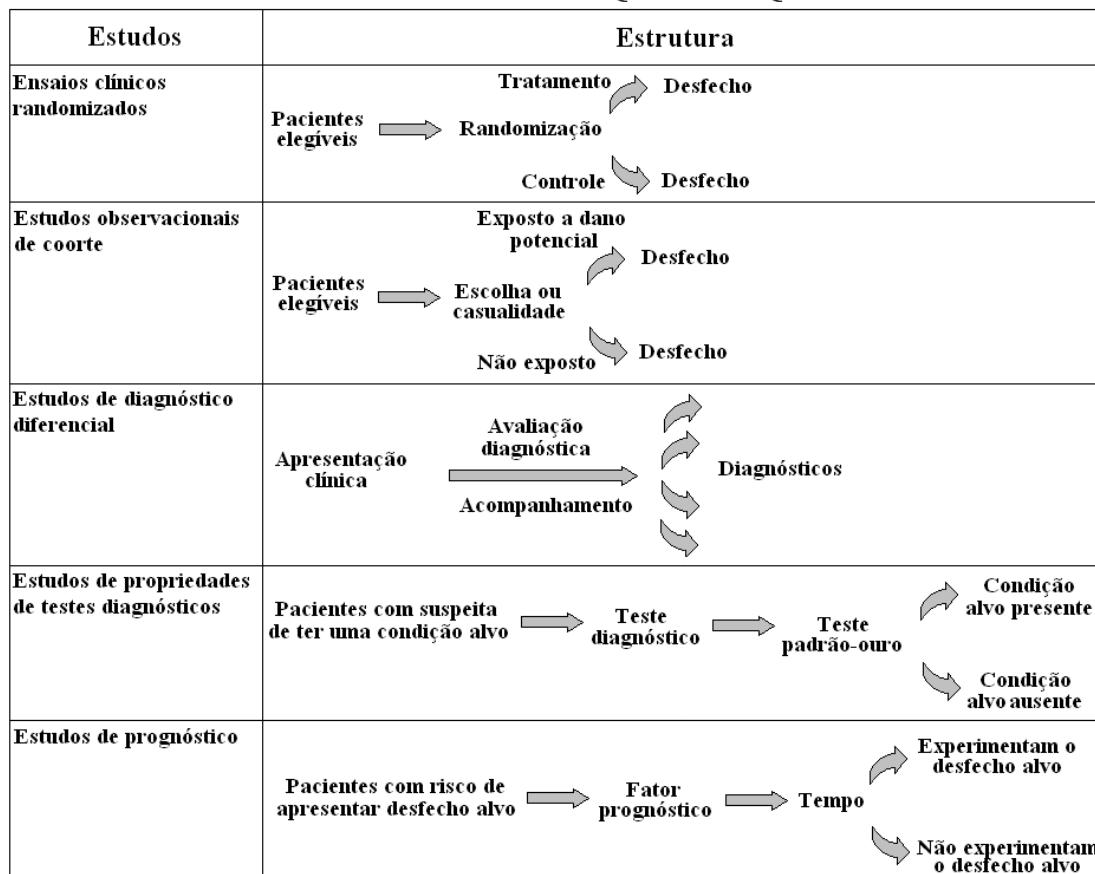 Estudos
Estrutura
Ensaios clínicos
randomizados
Pacientes
elegíveis
Randomização
Tratamento
Desfecho
Controle
Desfecho
Estudos observacionais
de coorte
Pacientes
elegíveis
Escolha ou
casualidade
Exposto a dano
potencial
Desfecho
Não exposto
Desfecho
Estudos de diagnóstico
diferencial
Apresentação
clínica
Avaliação
diagnóstica
Acompanhamento
Diagnósticos
Estudos de propriedades
de testes diagnósticos
Pacientes com suspeita
de ter uma condição alvo
Teste
diagnóstico
Teste
padrão-ouro
Condição
alvo presente
Condição
alvo ausente
Estudos de prognóstico
Pacientes com risco de
apresentar desfecho alvo
Fator
prognóstico
Tempo
Experimentam o
desfecho alvo
Não experimentam
o desfecho alvo